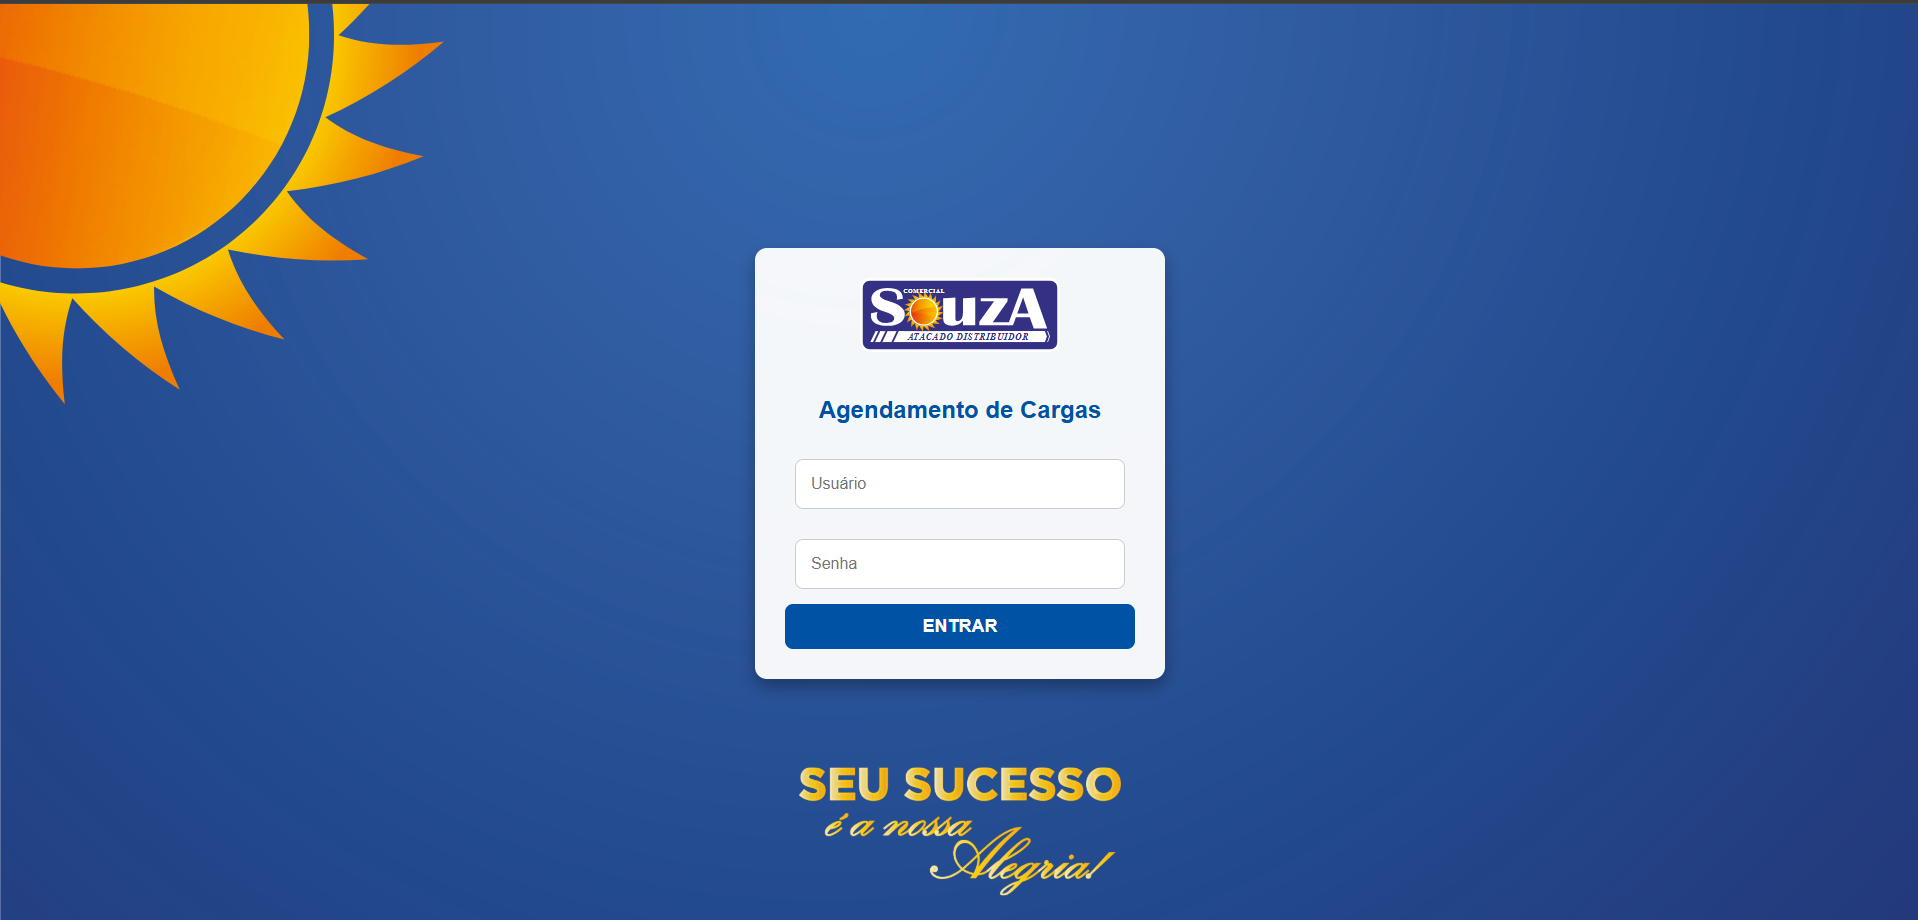 COMERCIAL
SouzA
ATACADO DISTRIBUIDOR
Agendamento de Cargas
Usuário
Senha
ENTRAR
SEU SUCESSO
é a nossa
Alegria!